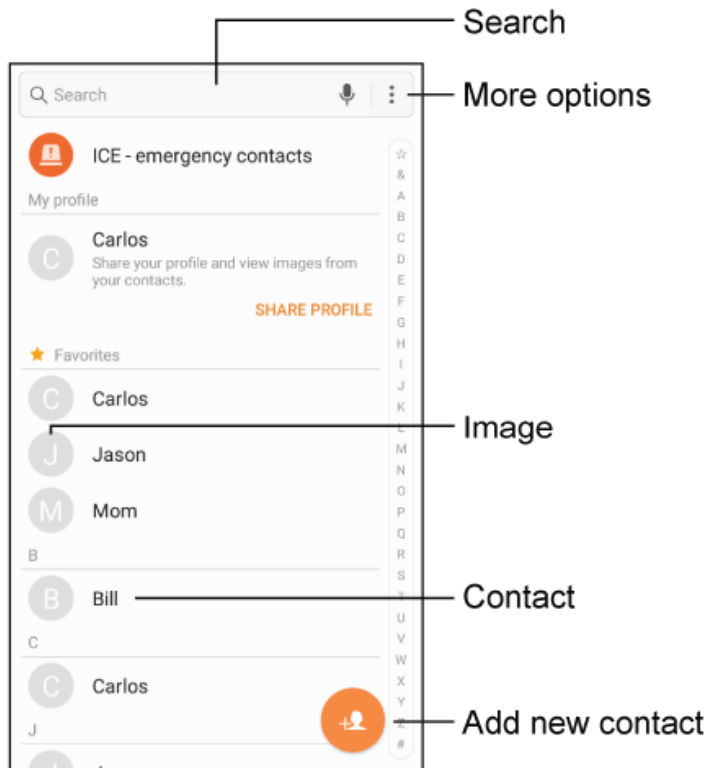 Search
Search
More options
ICE - emergency contacts
My profile
C
Carlos
Share your profile and view images from
your contacts.
SHARE PROFILE
Favorites
C
Carlos
Image
J
Jason
M
Mom
B
B
Bill
Contact
C
C
Carlos
J
Add new contact
&
A
B
C
D
E
F
G
H
I
J
K
L
M
N
O
P
Q
R
S
T
U
V
W
X
Y
Z
#